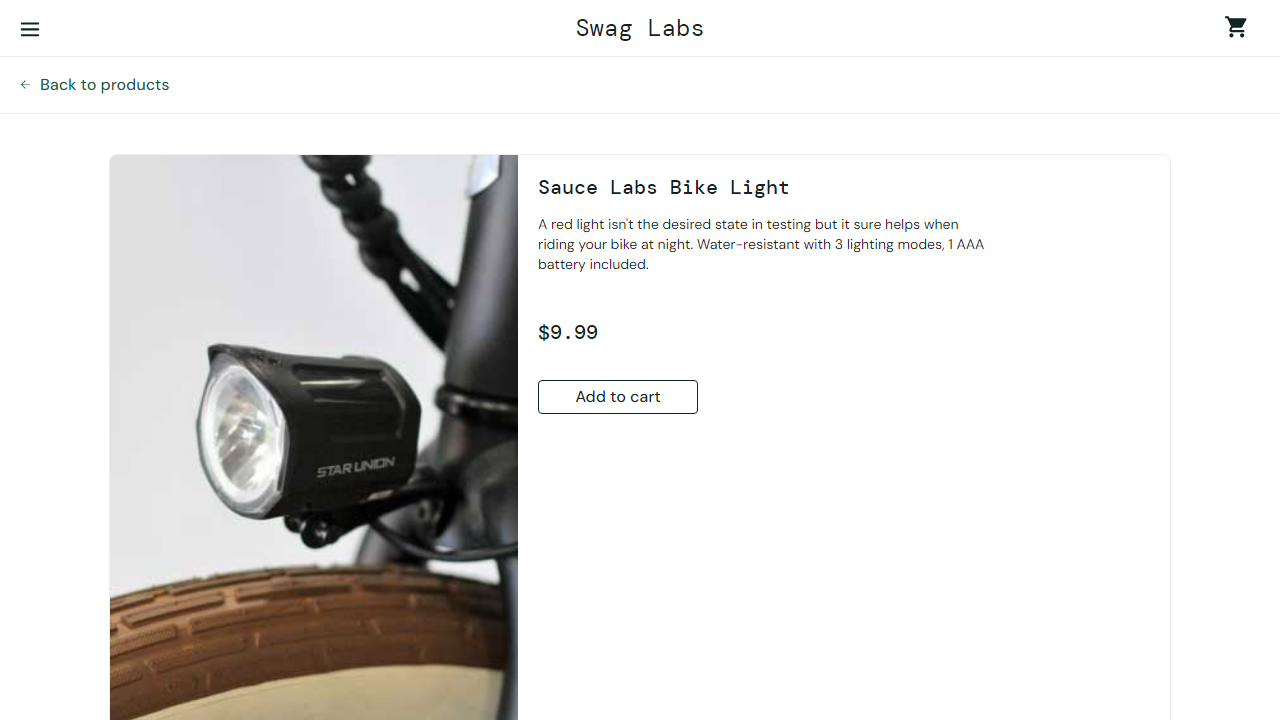 Swag Labs
Back to products
Sauce Labs Bike Light
A red light isn't the desired state in testing but it sure helps when
riding your bike at night. Water-resistant with 3 lighting modes, 1 AAA
battery included.
$9.99
Add to cart
STAR UNION